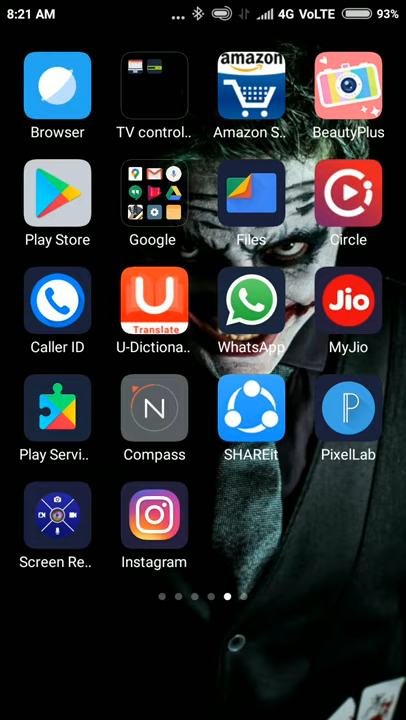 8:21 AM ... 4G VoLTE 93%
amazon
Browser TV control.. Amazon S.. BeautyPlus
Play Store Google Files Circle
U
Translate
Jio
Caller ID U-Dictiona.. WhatsApp MyJio
N
P
Play Servi.. Compass SHAREit PixelLab
Screen Re.. Instagram